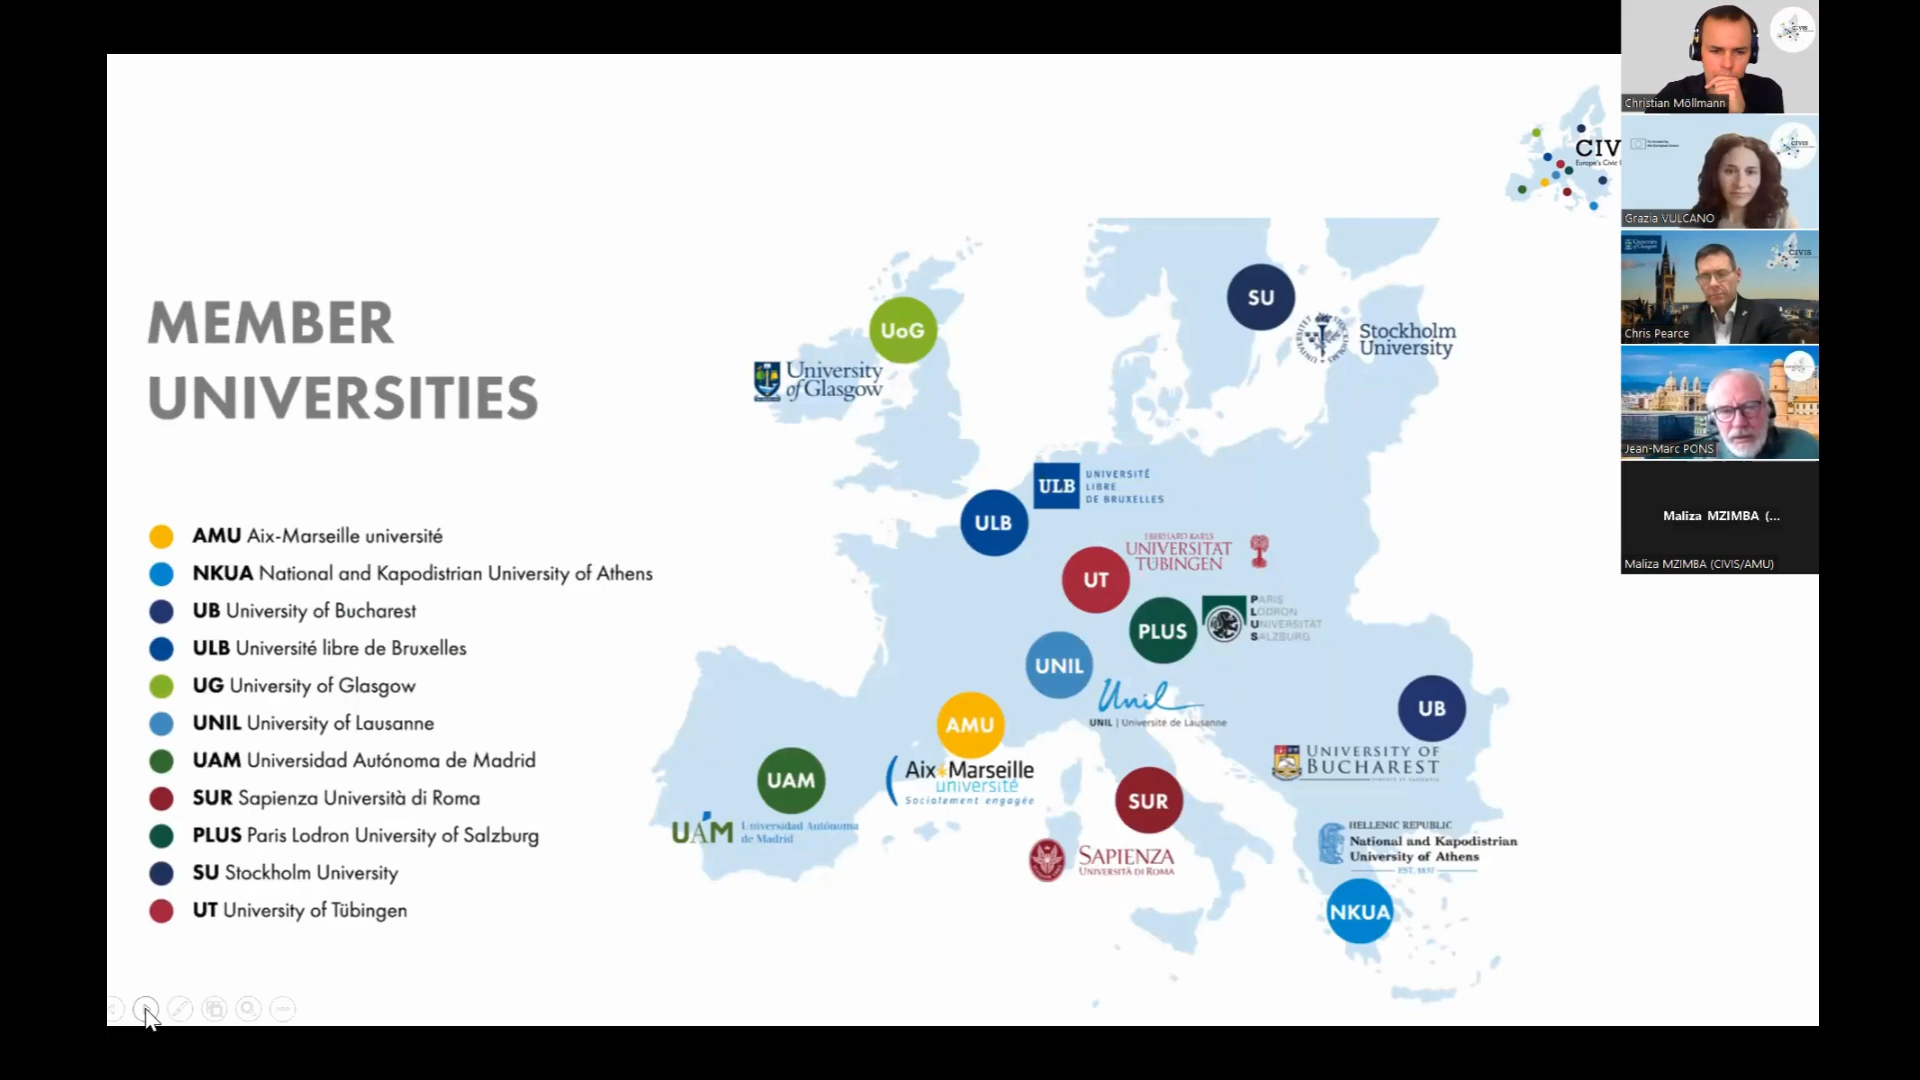 MEMBER
UNIVERSITIES
AMU Aix-Marseille université
NKUA National and Kapodistrian University of Athens
UB University of Bucharest
ULB Université libre de Bruxelles
UG University of Glasgow
UNIL University of Lausanne
UAM Universidad Autónoma de Madrid
SUR Sapienza Università di Roma
PLUS Paris Lodron University of Salzburg
SU Stockholm University
UT University of Tübingen
UoG
University
of Glasgow
SU
Stockholm
University
ULB
ULB
UNIVERSITÉ
LIBRE
DE BRUXELLES
UT
EBERHARD KARLS
UNIVERSITÄT
TÜBINGEN
PLUS
PARIS
LODRON
UNIVERSITÄT
SALZBURG
UNIL
Unil
UNIL | Université de Lausanne
AMU
Aix Marseille
université
Socialement engagée
UAM
UAM
Universidad Autónoma
de Madrid
SUR
SAPIENZA
UNIVERSITÀ DI ROMA
UB
UNIVERSITY OF
BUCHAREST
HELLENIC REPUBLIC
National and Kapodistrian
University of Athens
EST. 1837
NKUA
CIV
Europe's Civic
Christian Möllmann
Grazia VULCANO
Chris Pearce
CIVIS
Jean-Marc PONS
Maliza MZIMBA (...
Maliza MZIMBA (CIVIS/AMU)